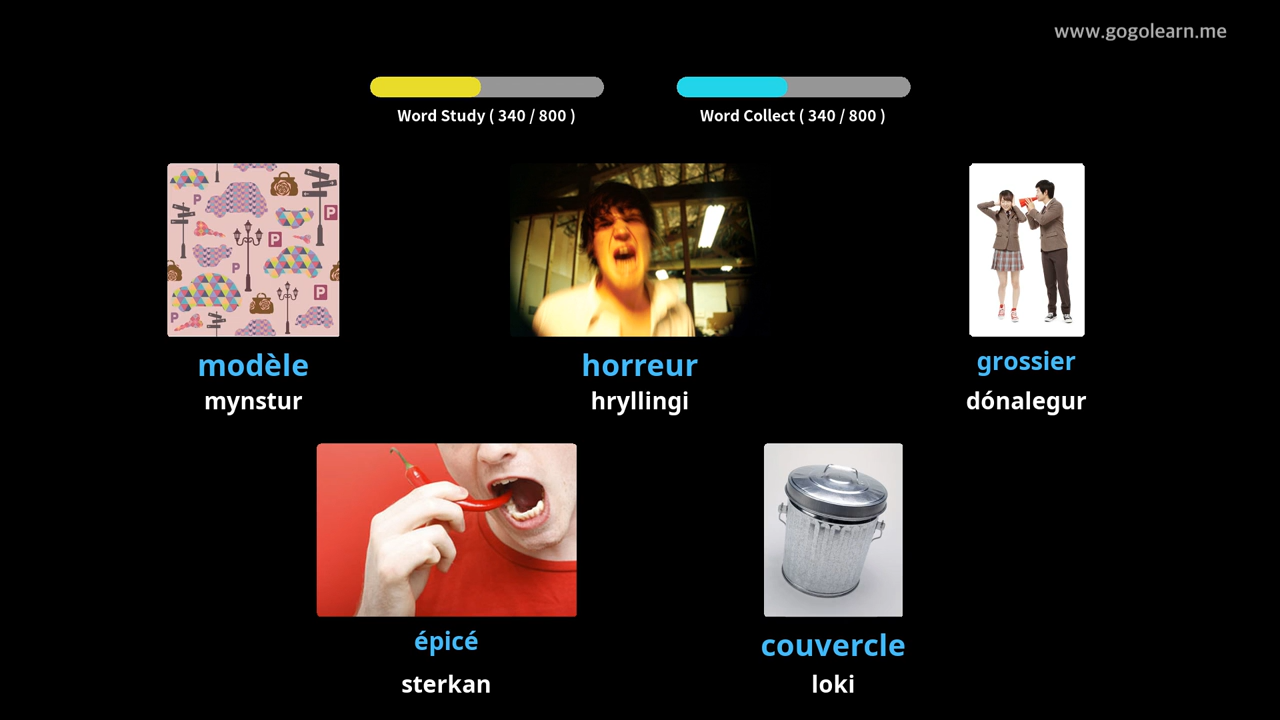 www.gogolearn.me
Word Study ( 340 / 800 )
Word Collect ( 340 / 800 )
P
P
P
P
P
P
modèle
mynstur
horreur
hryllingi
grossier
dónalegur
épicé
sterkan
couvercle
loki